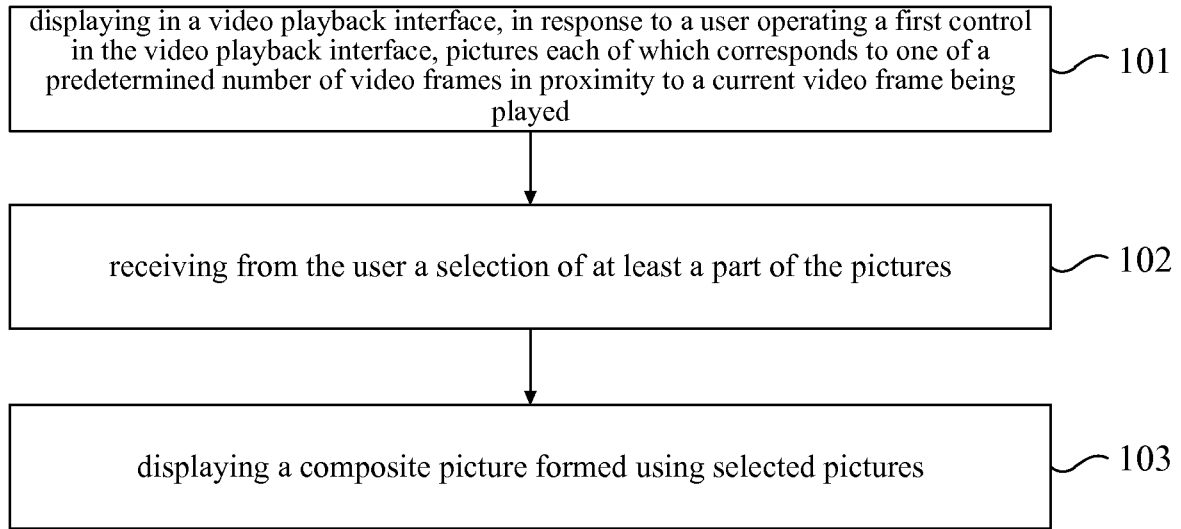 displaying in a video playback interface, in response to a user operating a first control
in the video playback interface, pictures each of which corresponds to one of a
predetermined number of video frames in proximity to a current video frame being
played
101
receiving from the user a selection of at least a part of the pictures
102
displaying a composite picture formed using selected pictures
103